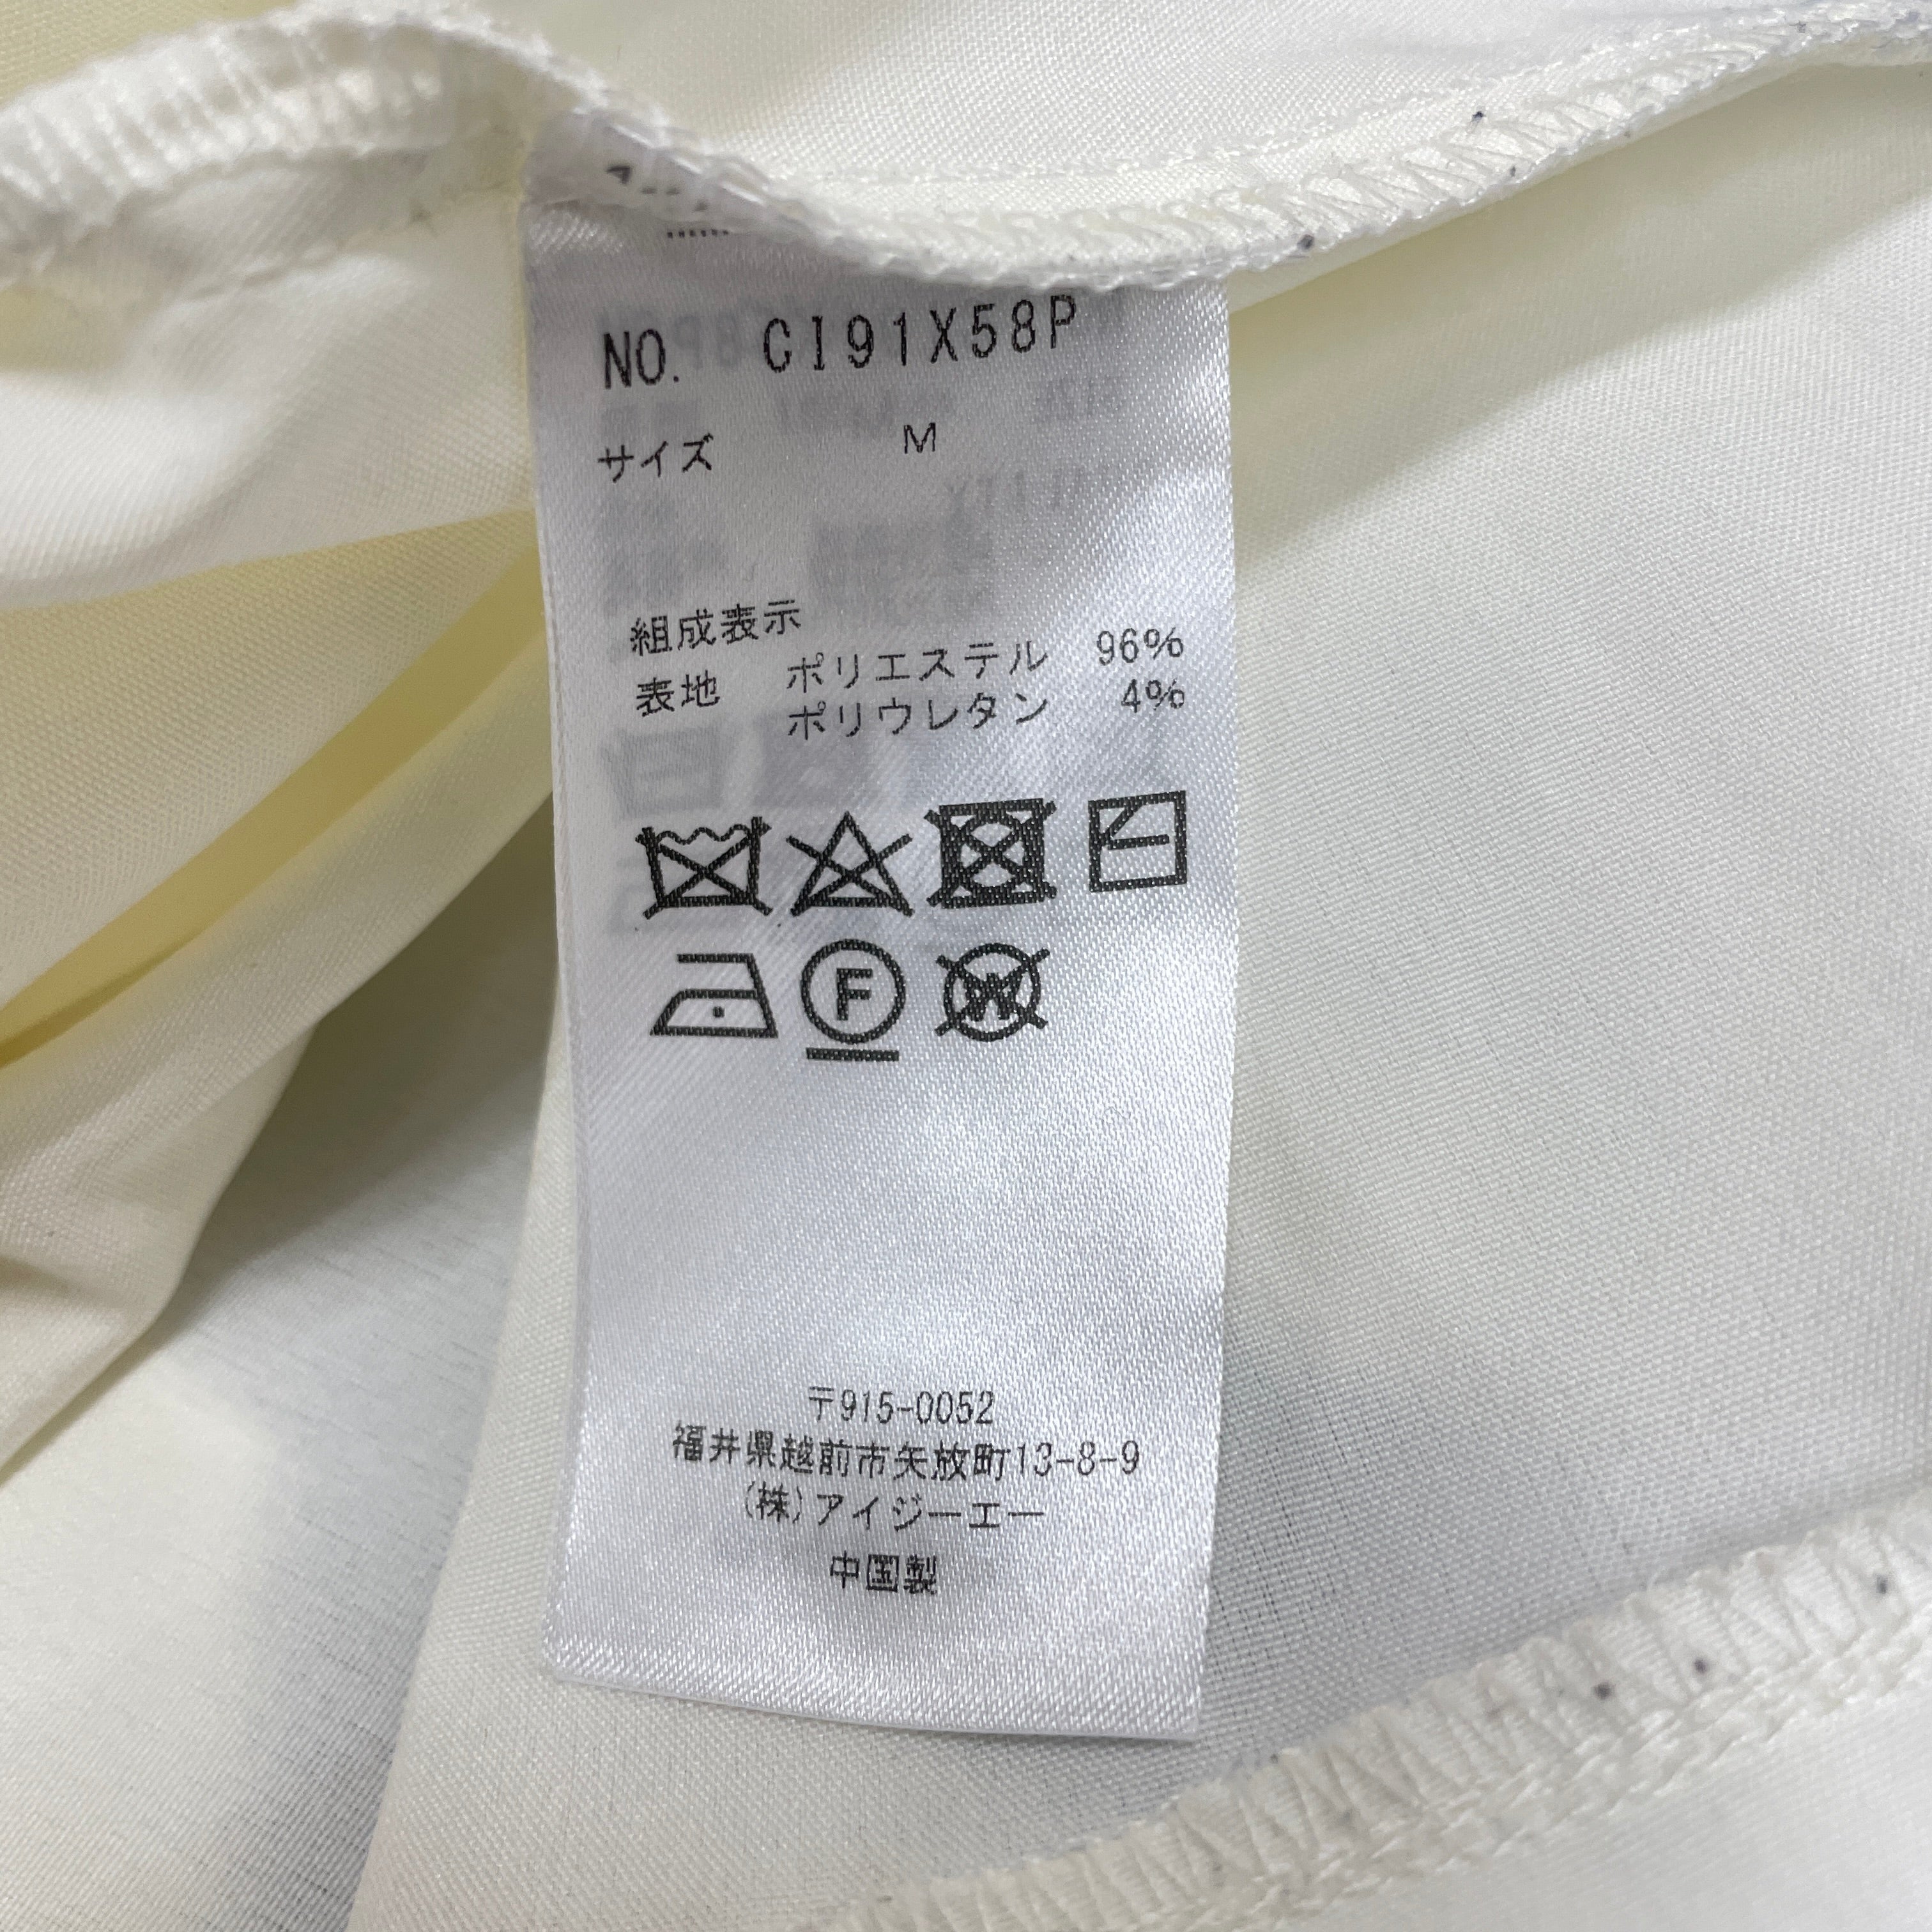 NO. CI91X58P
サイズ M
組成表示
表地 ポリエステル 96%
ポリウレタン 4%
F
W
〒915-0052
福井県越前市矢放町13-8-9
(株)アイジーエー
中国製